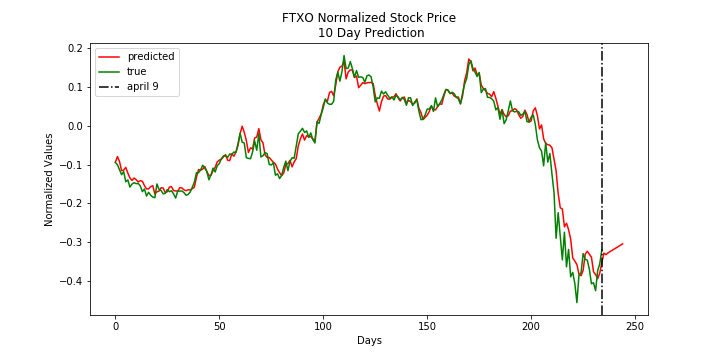 FTXO Normalized Stock Price
10 Day Prediction
predicted
true
april 9
0.2
0.1
0.0
−0.1
−0.2
−0.3
−0.4
Normalized Values
0
50
100
150
200
250
Days